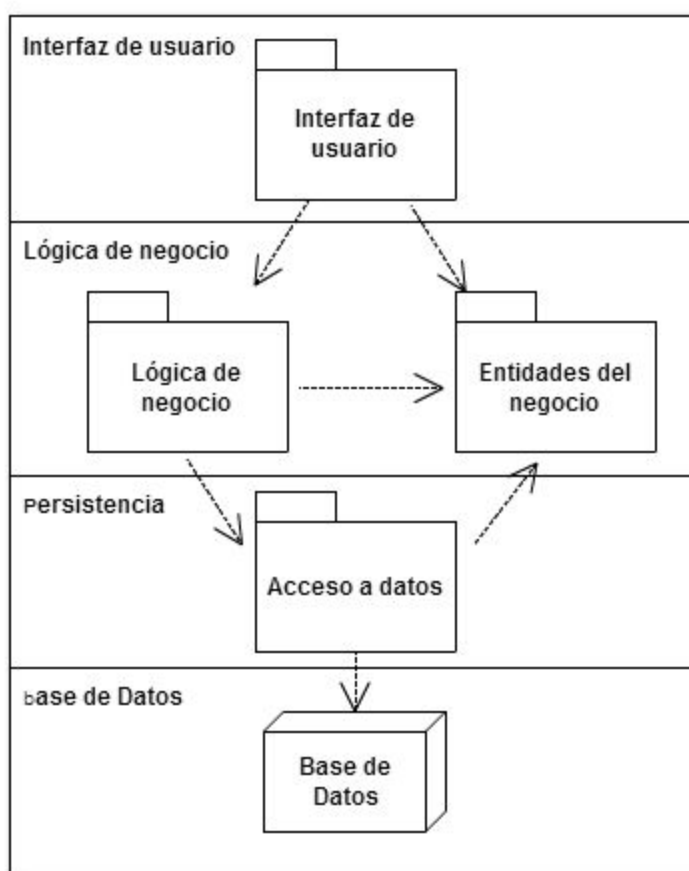 Interfaz de usuario
Interfaz de
usuario
Lógica de negocio
Lógica de
negocio
Entidades del
negocio
Persistencia
Acceso a datos
base de Datos
Base de
Datos